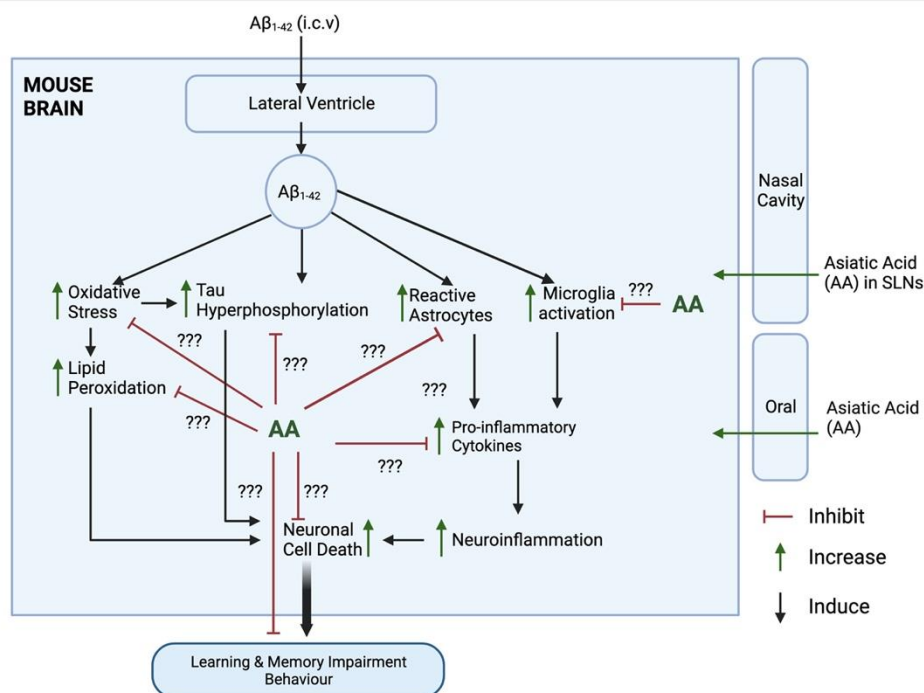 Aβ1-42 (i.c.v)
MOUSE
BRAIN
Lateral Ventricle
Aβ1-42
Nasal
Cavity
Asiatic Acid
(AA) in SLNs
Oxidative
Stress
Tau
Hyperphosphorylation
Reactive
Astrocytes
Microglia
activation
???
AA
???
???
???
Lipid
Peroxidation
???
???
AA
Pro-inflammatory
Cytokines
???
Oral
Asiatic Acid
(AA)
???
???
Neuronal
Cell Death
Neuroinflammation
Inhibit
Increase
Induce
Learning & Memory Impairment
Behaviour